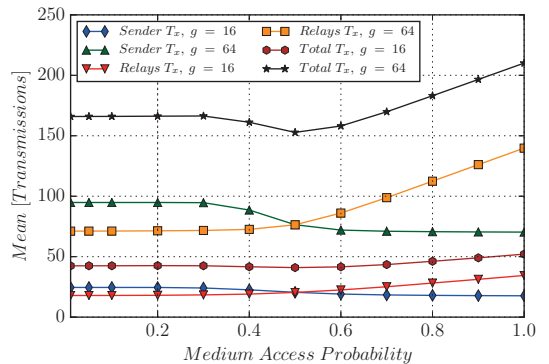 250
200
150
100
50
0
Mean [Transmissions]
Sender Tx, g = 16
Sender Tx, g = 64
Relays Tx, g = 16
Relays Tx, g = 64
Total Tx, g = 16
Total Tx, g = 64
0.2 0.4 0.6 0.8 1.0
Medium Access Probability